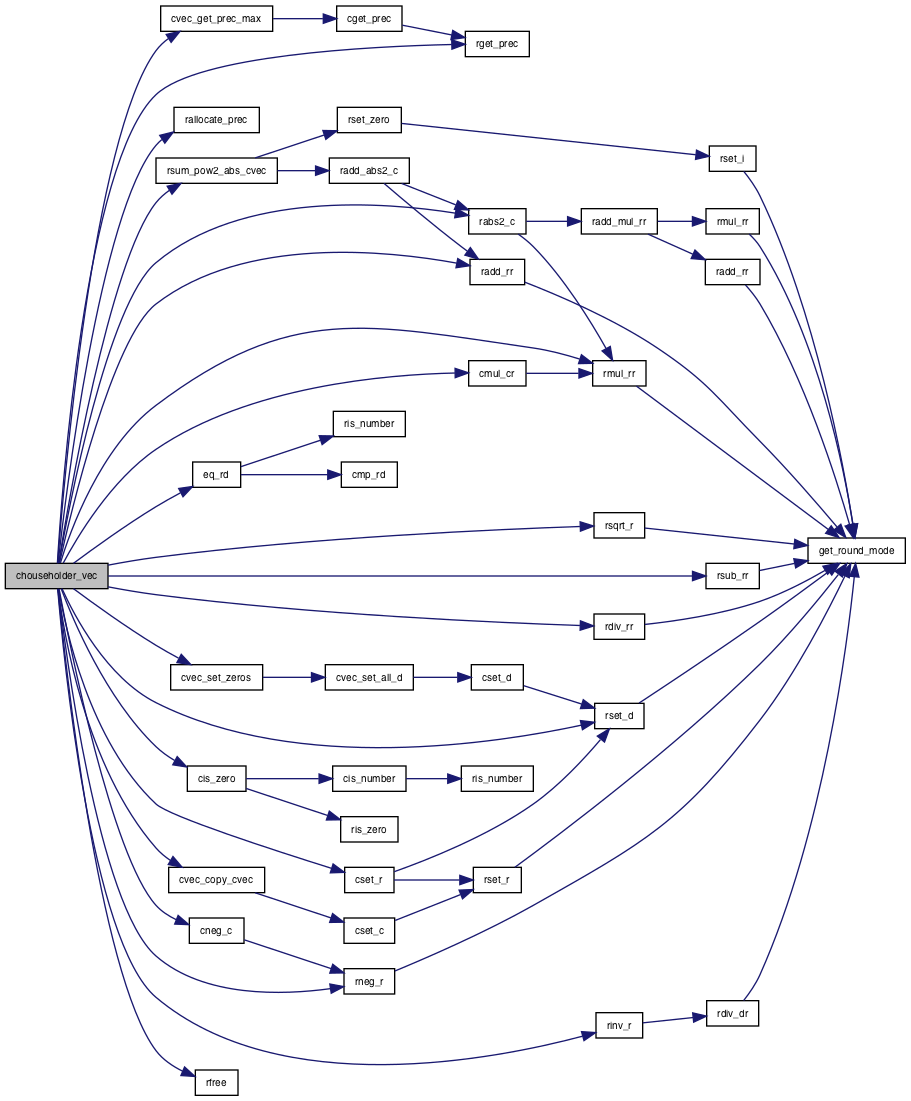 cvec_get_prec_max
cget_prec
rget_prec
rallocate_prec
rset_zero
rset_i
rsum_pow2_abs_cvec
radd_abs2_c
rabs2_c
radd_mul_rr
rmul_rr
radd_rr
radd_rr
cmul_cr
rmul_rr
ris_number
eq_rd
cmp_rd
rsqrt_r
get_round_mode
chouseholder_vec
rsub_rr
rdiv_rr
cvec_set_zeros
cvec_set_all_d
cset_d
rset_d
cis_zero
cis_number
ris_number
ris_zero
cvec_copy_cvec
cset_r
rset_r
cneg_c
cset_c
rneg_r
rinv_r
rdiv_dr
rfree